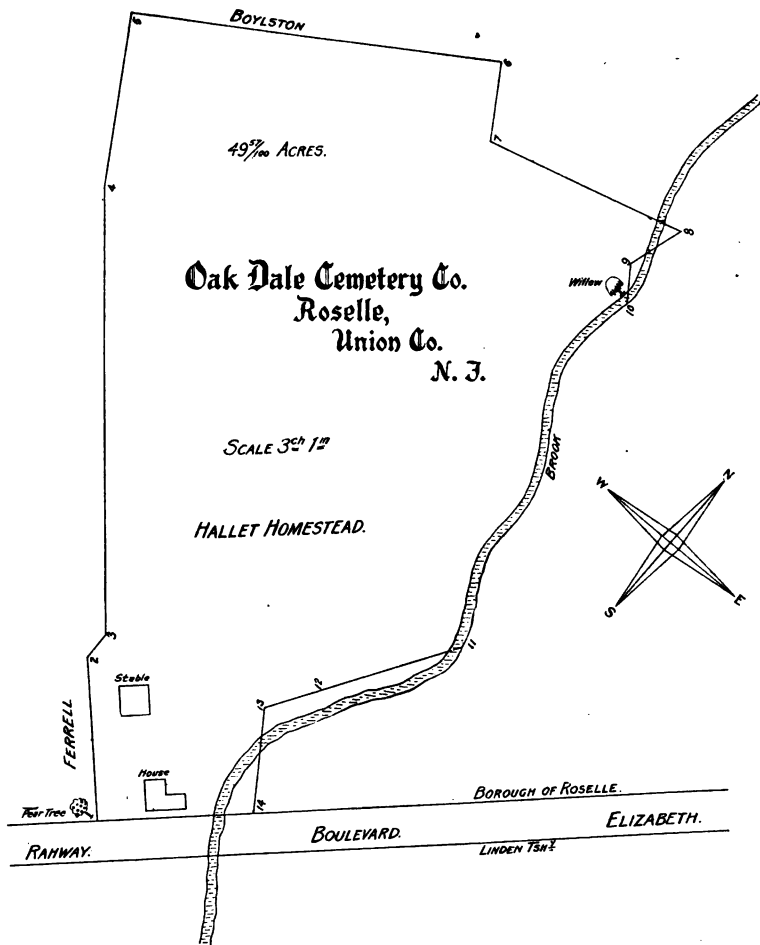 BOYLSTON
5
6
7
49 57/100 ACRES.
4
8
9
Willow
10
Oak Dale Cemetery Co.
Roselle,
Union Co.
N. J.
SCALE 3ch 1in
BROOK
HALLET HOMESTEAD.
W
N
S
E
3
2
11
Stable
12
13
FERRELL
House
Pear Tree
1
14
BOROUGH OF ROSELLE.
RAHWAY.
BOULEVARD.
ELIZABETH.
LINDEN TSHP